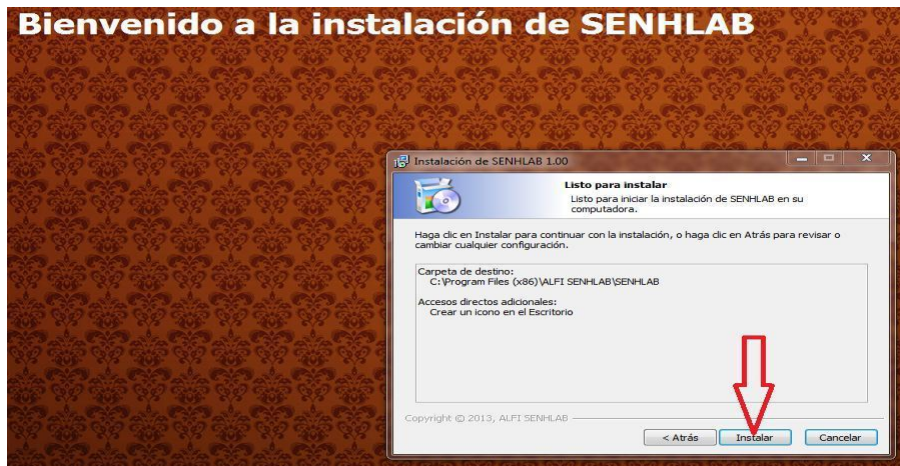 Bienvenido a la instalación de SENHLAB
Instalación de SENHLAB 1.00
Listo para instalar
Listo para iniciar la instalación de SENHLAB en su
computadora.
Haga clic en Instalar para continuar con la instalación, o haga clic en Atrás para revisar o
cambiar cualquier configuración.
Carpeta de destino:
C:\Program Files (x86)\ALFI SENHLAB\SENHLAB
Accesos directos adicionales:
Crear un icono en el Escritorio
Copyright © 2013, ALFI SENHLAB
< Atrás Instalar Cancelar